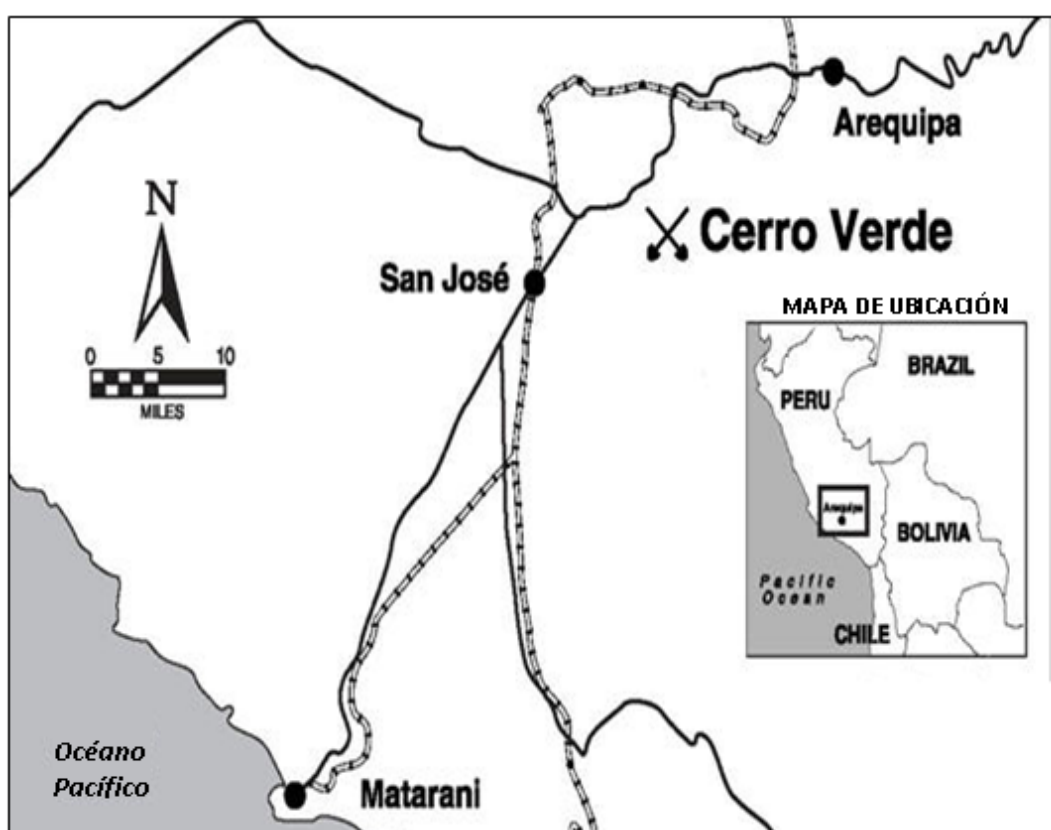 Arequipa
N
Cerro Verde
San José
MAPA DE UBICACIÓN
0 5 10
MILES
BRAZIL
PERU
Arequipa
BOLIVIA
Pacific
Ocean
CHILE
Océano
Pacífico
Matarani